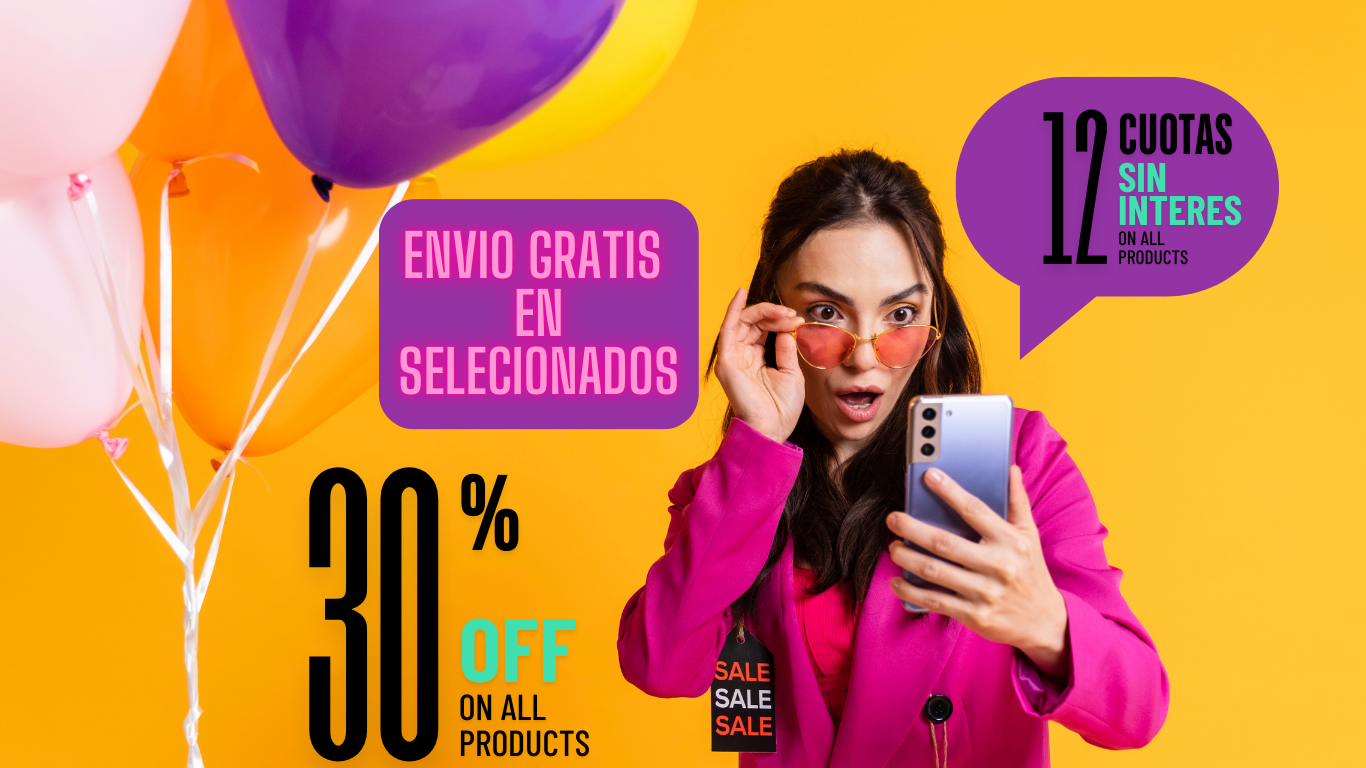 ENVIO GRATIS
EN
SELECIONADOS
12 CUOTAS
SIN
INTERES
ON ALL
PRODUCTS
30%
OFF
ON ALL
PRODUCTS
SALE
SALE
SALE